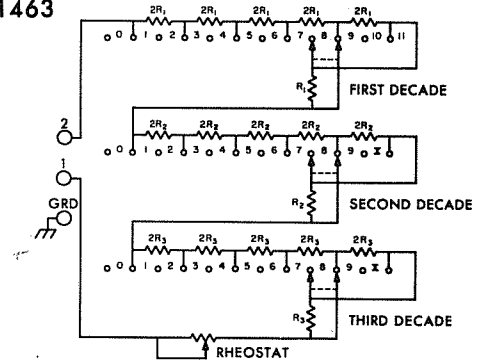 1463
2R₁ 2R₁ 2R₁ 2R₁ 2R₁
0 1 2 3 4 5 6 7 8 9 10 11
R₁ FIRST DECADE
2
2R₂ 2R₂ 2R₂ 2R₂ 2R₂
0 1 2 3 4 5 6 7 8 9 X
1
GRD
R₂ SECOND DECADE
2R₃ 2R₃ 2R₃ 2R₃ 2R₃
0 1 2 3 4 5 6 7 8 9 X
R₃ THIRD DECADE
RHEOSTAT